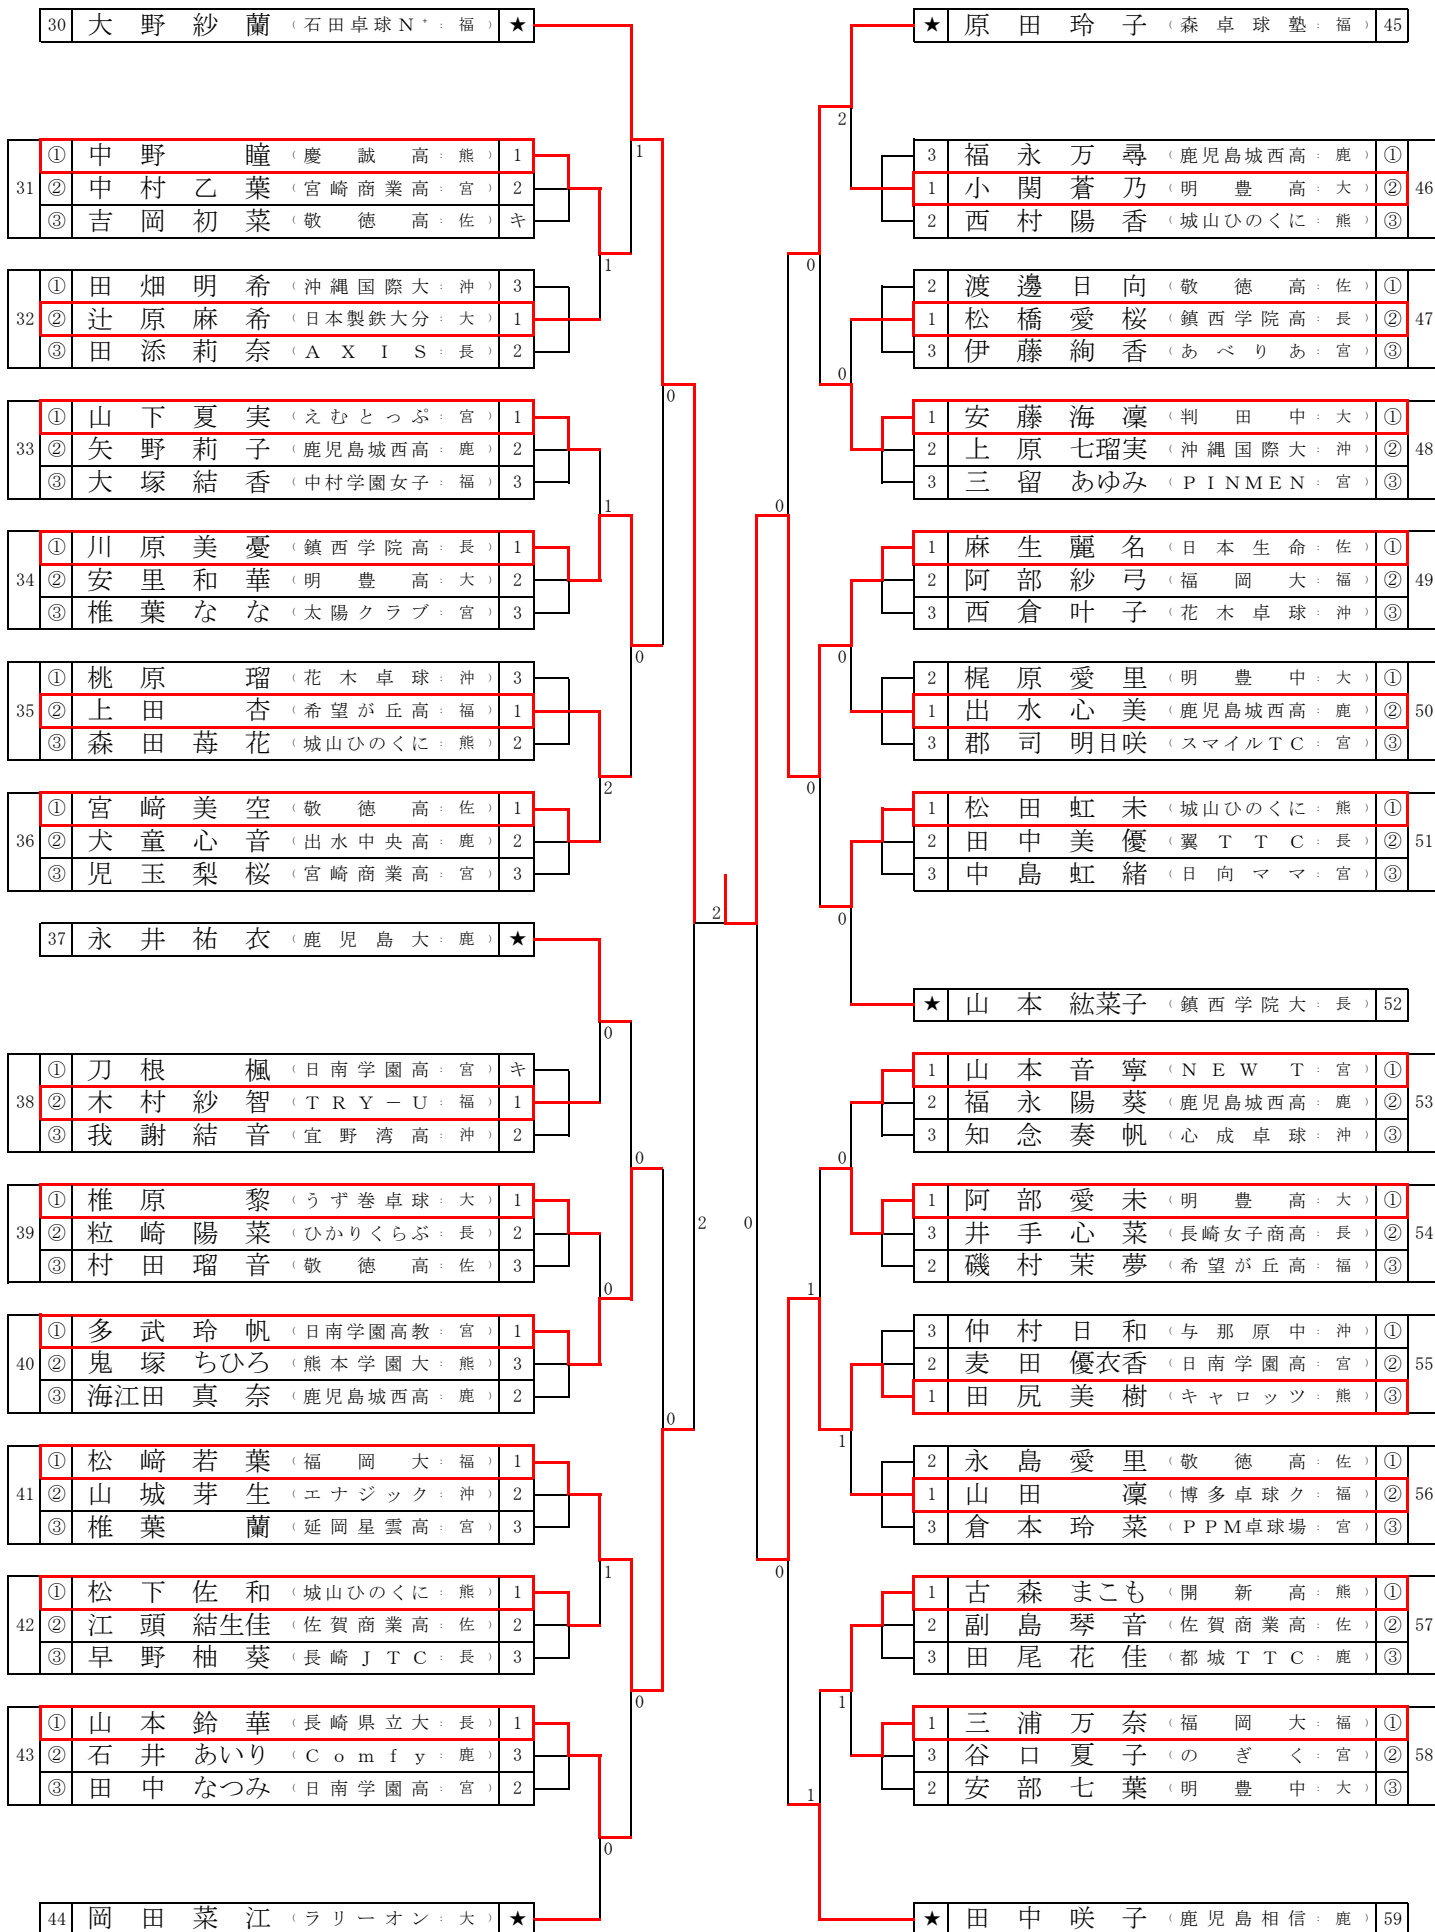 30 大野紗蘭 (石田卓球N+: 福) ★
1
31
① 中野 瞳 (慶誠高: 熊) 1
② 中村乙葉 (宮崎商業高: 宮) 2
③ 吉岡初菜 (敬徳高: 佐) キ
1
32
① 田畑明希 (沖縄国際大: 沖) 3
② 辻原麻希 (日本製鉄大分: 大) 1
③ 田添莉奈 (AXIS: 長) 2
0
33
① 山下夏実 (えむとっぷ: 宮) 1
② 矢野莉子 (鹿児島城西高: 鹿) 2
③ 大塚結香 (中村学園女子: 福) 3
1
34
① 川原美憂 (鎮西学院高: 長) 1
② 安里和華 (明豊高: 大) 2
③ 椎葉なな (太陽クラブ: 宮) 3
0
35
① 桃原 瑠 (花木卓球: 沖) 3
② 上田 杏 (希望が丘高: 福) 1
③ 森田苺花 (城山ひのくに: 熊) 2
2
36
① 宮﨑美空 (敬徳高: 佐) 1
② 犬童心音 (出水中央高: 鹿) 2
③ 児玉梨桜 (宮崎商業高: 宮) 3
2
37 永井祐衣 (鹿児島大: 鹿) ★
0
38
① 刀根 楓 (日南学園高: 宮) キ
② 木村紗智 (TRY-U: 福) 1
③ 我謝結音 (宜野湾高: 沖) 2
0
39
① 椎原 黎 (うず巻卓球: 大) 1
② 粒崎陽菜 (ひかりくらぶ: 長) 2
③ 村田瑠音 (敬徳高: 佐) 3
2
0
40
① 多武玲帆 (日南学園高教: 宮) 1
② 鬼塚ちひろ (熊本学園大: 熊) 3
③ 海江田真奈 (鹿児島城西高: 鹿) 2
0
41
① 松﨑若葉 (福岡大: 福) 1
② 山城芽生 (エナジック: 沖) 2
③ 椎葉 蘭 (延岡星雲高: 宮) 3
1
42
① 松下佐和 (城山ひのくに: 熊) 1
② 江頭結生佳 (佐賀商業高: 佐) 2
③ 早野柚葵 (長崎JTC: 長) 3
0
43
① 山本鈴華 (長崎県立大: 長) 1
② 石井あいり (Comfy: 鹿) 3
③ 田中なつみ (日南学園高: 宮) 2
0
44 岡田菜江 (ラリーオン: 大) ★
★ 原田玲子 (森卓球塾: 福) 45
2
3 福永万尋 (鹿児島城西高: 鹿) ①
1 小関蒼乃 (明豊高: 大) ②
2 西村陽香 (城山ひのくに: 熊) ③
46
0
2 渡邊日向 (敬徳高: 佐) ①
1 松橋愛桜 (鎮西学院高: 長) ②
3 伊藤絢香 (あべりあ: 宮) ③
47
0
1 安藤海凜 (判田中: 大) ①
2 上原七瑠実 (沖縄国際大: 沖) ②
3 三留あゆみ (PINMEN: 宮) ③
48
0
1 麻生麗名 (日本生命: 佐) ①
2 阿部紗弓 (福岡大: 福) ②
3 西倉叶子 (花木卓球: 沖) ③
49
0
2 梶原愛里 (明豊中: 大) ①
1 出水心美 (鹿児島城西高: 鹿) ②
3 郡司明日咲 (スマイルTC: 宮) ③
50
0
1 松田虹未 (城山ひのくに: 熊) ①
2 田中美優 (翼TTC: 長) ②
3 中島虹緒 (日向ママ: 宮) ③
51
0
★ 山本紘菜子 (鎮西学院大: 長) 52
1 山本音寧 (NEWT: 宮) ①
2 福永陽葵 (鹿児島城西高: 鹿) ②
3 知念奏帆 (心成卓球: 沖) ③
53
0
1 阿部愛未 (明豊高: 大) ①
3 井手心菜 (長崎女子商高: 長) ②
2 磯村茉夢 (希望が丘高: 福) ③
54
0
1
3 仲村日和 (与那原中: 沖) ①
2 麦田優衣香 (日南学園高: 宮) ②
1 田尻美樹 (キャロッツ: 熊) ③
55
1
2 永島愛里 (敬徳高: 佐) ①
1 山田 凜 (博多卓球ク: 福) ②
3 倉本玲菜 (PPM卓球場: 宮) ③
56
0
1 古森まこも (開新高: 熊) ①
2 副島琴音 (佐賀商業高: 佐) ②
3 田尾花佳 (都城TTC: 鹿) ③
57
1
1 三浦万奈 (福岡大: 福) ①
3 谷口夏子 (のぎく: 宮) ②
2 安部七葉 (明豊中: 大) ③
58
1
★ 田中咲子 (鹿児島相信: 鹿) 59